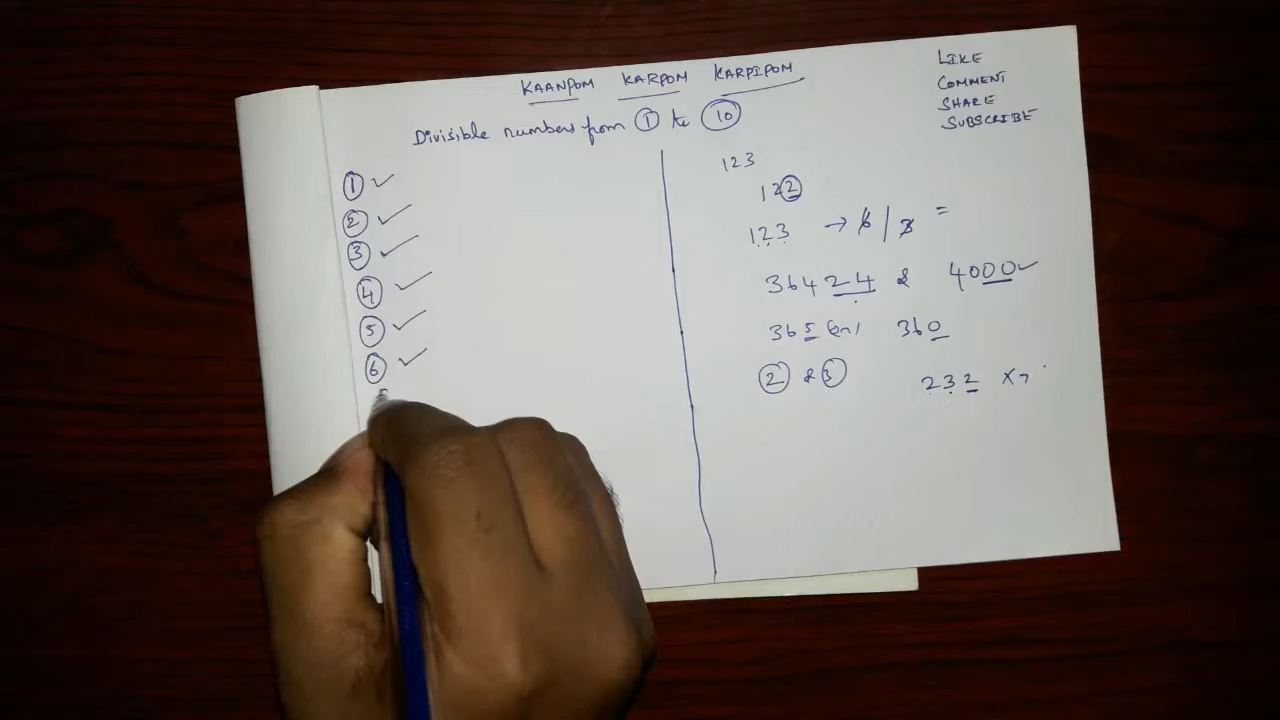 KAANPOM KARPOM KARPIPOM
LIKE
COMMENT
SHARE
SUBSCRIBE
Divisible numbers from 1 to 10
1 ✓
2 ✓
3 ✓
4 ✓
5 ✓
6 ✓
123
122
123 → 6 / 3 =
36424 & 4000 ✓
365 (or) 360
2 & 3
232 X